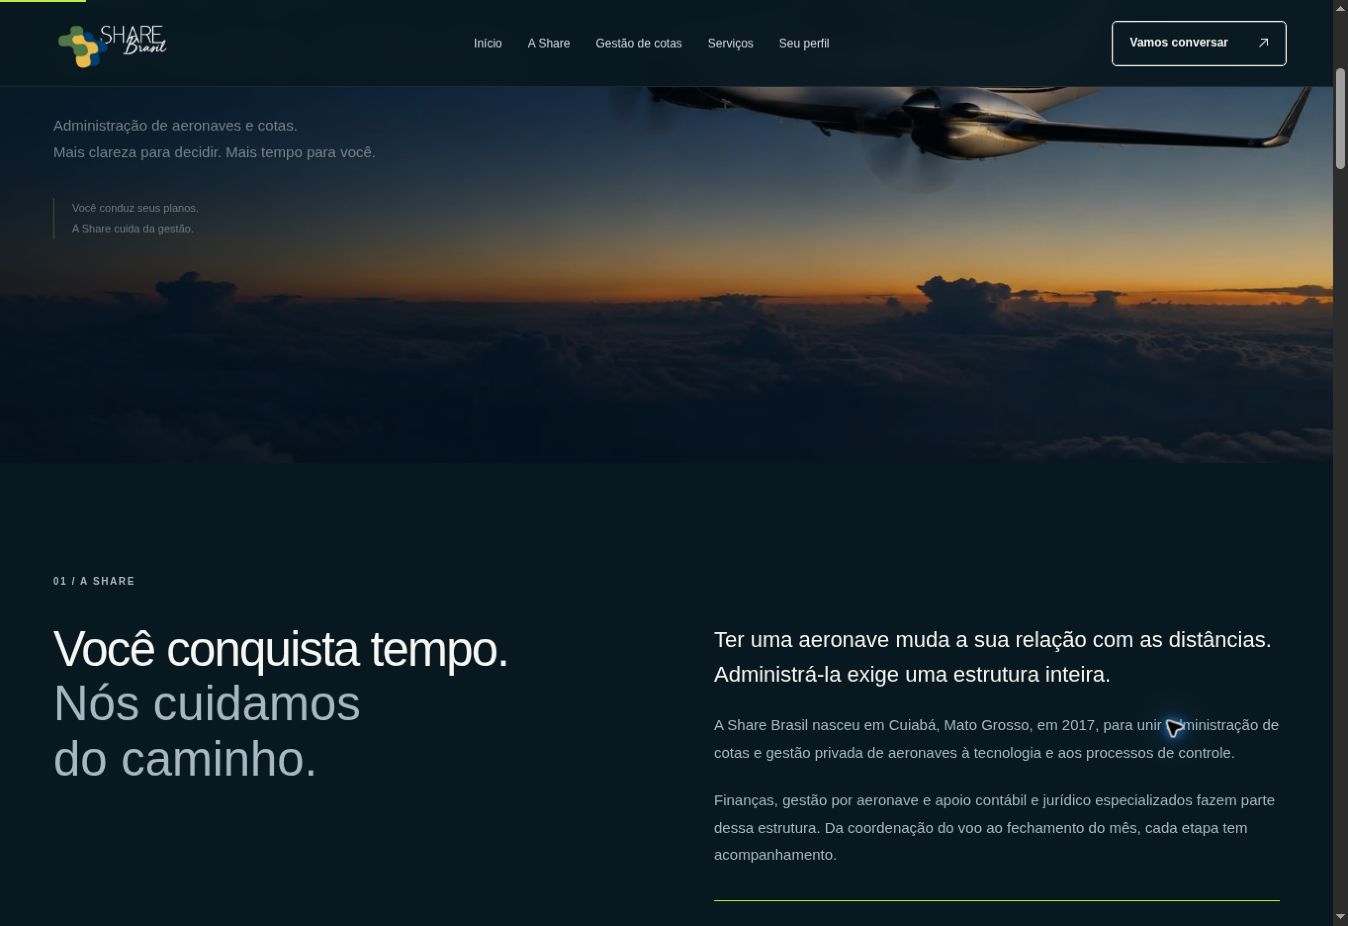 SHARE
Brasil
Início
A Share
Gestão de cotas
Serviços
Seu perfil
Vamos conversar
Administração de aeronaves e cotas.
Mais clareza para decidir. Mais tempo para você.
Você conduz seus planos.
A Share cuida da gestão.
01 / A SHARE
Você conquista tempo.
Nós cuidamos
do caminho.
Ter uma aeronave muda a sua relação com as distâncias.
Administrá-la exige uma estrutura inteira.
A Share Brasil nasceu em Cuiabá, Mato Grosso, em 2017, para unir administração de
cotas e gestão privada de aeronaves à tecnologia e aos processos de controle.
Finanças, gestão por aeronave e apoio contábil e jurídico especializados fazem parte
dessa estrutura. Da coordenação do voo ao fechamento do mês, cada etapa tem
acompanhamento.